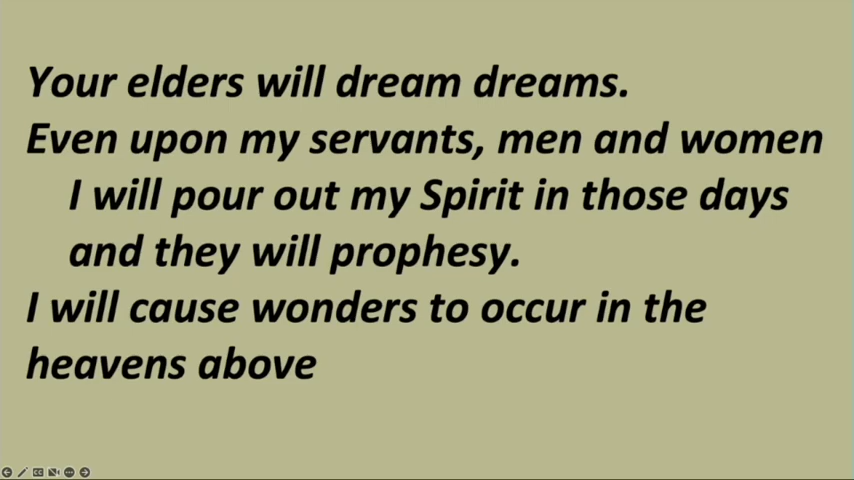 Your elders will dream dreams.
Even upon my servants, men and women
I will pour out my Spirit in those days
and they will prophesy.
I will cause wonders to occur in the
heavens above